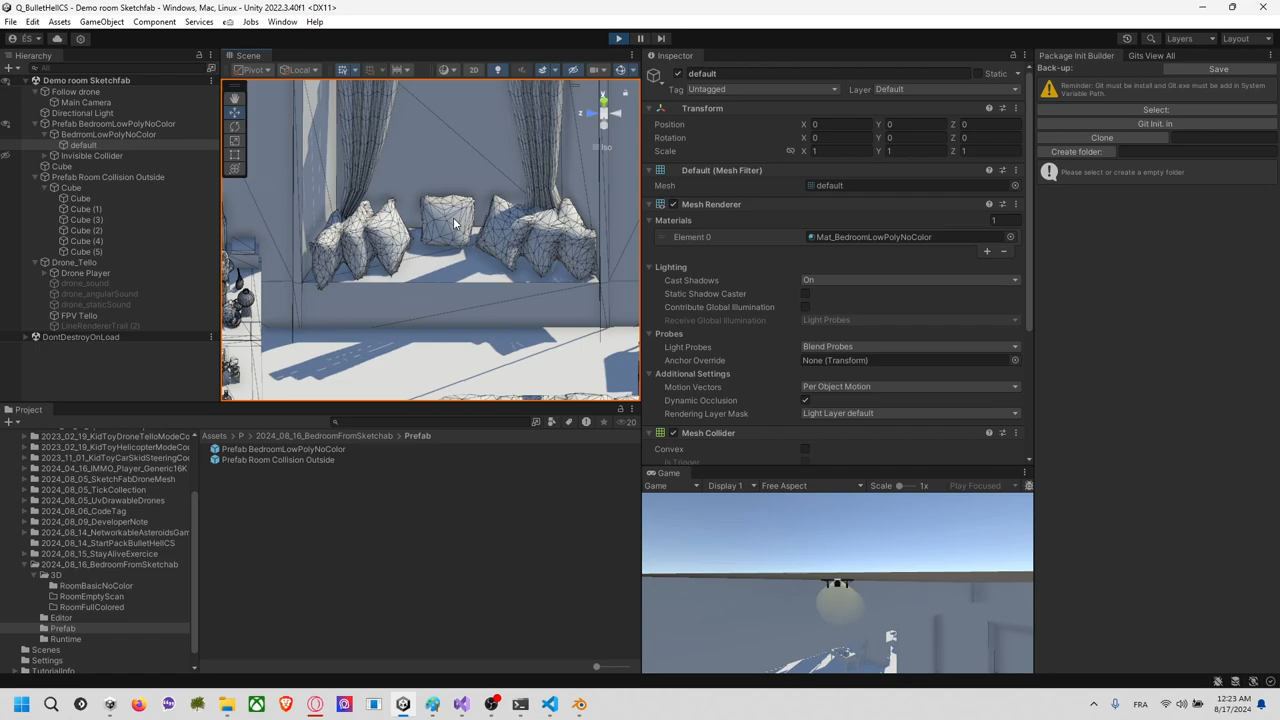 Q_BulletHellCS - Demo room Sketchfab - Windows, Mac, Linux - Unity 2022.3.40f1 <DX11>
File Edit Assets GameObject Component Services Jobs Window Help
ÉS
Layers Layout
Hierarchy
All
Demo room Sketchfab
Follow drone
Main Camera
Directional Light
Prefab BedroomLowPolyNoColor
BedrromLowPolyNoColor
default
Invisible Collider
Cube
Prefab Room Collision Outside
Cube
Cube
Cube (1)
Cube (3)
Cube (2)
Cube (4)
Cube (5)
Drone_Tello
Drone Player
drone_sound
drone_angularSound
drone_staticSound
FPV Tello
LineRendererTrail (2)
DontDestroyOnLoad
Scene
Pivot Local 2D
y
z
Iso
Inspector
default Static
Tag Untagged Layer Default
Transform
Position X 0 Y 0 Z 0
Rotation X 0 Y 0 Z 0
Scale X 1 Y 1 Z 1
Default (Mesh Filter)
Mesh default
Mesh Renderer
Materials 1
Element 0 Mat_BedroomLowPolyNoColor
Lighting
Cast Shadows On
Static Shadow Caster
Contribute Global Illumination
Receive Global Illumination Light Probes
Probes
Light Probes Blend Probes
Anchor Override None (Transform)
Additional Settings
Motion Vectors Per Object Motion
Dynamic Occlusion
Rendering Layer Mask Light Layer default
Mesh Collider
Convex
Is Trigger
Package Init Builder Gits View All
Back-up: Save
Reminder: Git must be install and Git.exe must be add in System Variable Path.
Select:
Git Init. in
Clone
Create folder:
Please select or create a empty folder
Project
20
2023_02_19_KidToyDroneTelloModeCo
2023_02_19_KidToyHelicopterModeCo
2023_11_01_KidToyCarSkidSteeringCo
2024_04_16_IMMO_Player_Generic16K
2024_08_05_SketchFabDroneMesh
2024_08_05_TickCollection
2024_08_05_UvDrawableDrones
2024_08_06_CodeTag
2024_08_09_DeveloperNote
2024_08_14_NetworkableAsteroidsGam
2024_08_14_StartPackBulletHellCS
2024_08_15_StayAliveExercice
2024_08_16_BedroomFromSketchab
3D
RoomBasicNoColor
RoomEmptyScan
RoomFullColored
Editor
Prefab
Runtime
Scenes
Settings
TutorialInfo
Assets > P > 2024_08_16_BedroomFromSketchab > Prefab
Prefab BedroomLowPolyNoColor
Prefab Room Collision Outside
Game
Game Display 1 Free Aspect Scale 1x Play Focused
FRA
12:23 AM
8/17/2024